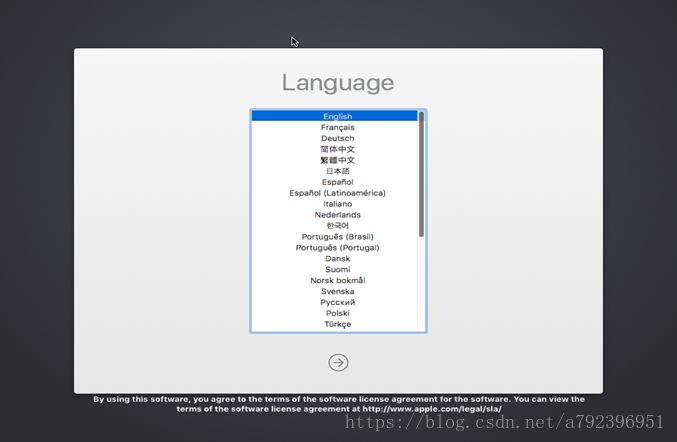 Language
English
Français
Deutsch
简体中文
繁體中文
日本語
Español
Español (Latinoamérica)
Italiano
Nederlands
한국어
Português (Brasil)
Português (Portugal)
Dansk
Suomi
Norsk bokmål
Svenska
Русский
Polski
Türkçe
By using this software, you agree to the terms of the software license agreement for the software. You can view the
terms of the software license agreement at http://www.apple.com/legal/sla/
https://blog.csdn.net/a792396951